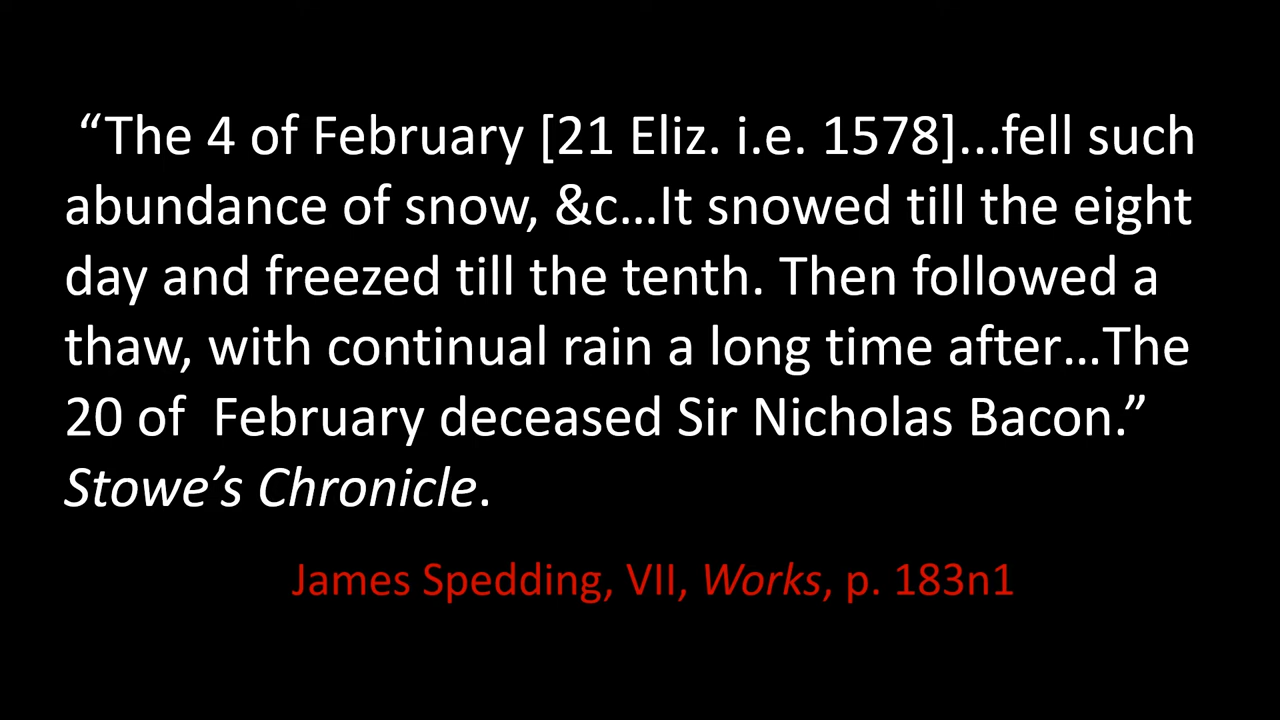 “The 4 of February [21 Eliz. i.e. 1578]...fell such
abundance of snow, &c…It snowed till the eight
day and freezed till the tenth. Then followed a
thaw, with continual rain a long time after…The
20 of  February deceased Sir Nicholas Bacon.”
Stowe’s Chronicle.
James Spedding, VII, Works, p. 183n1